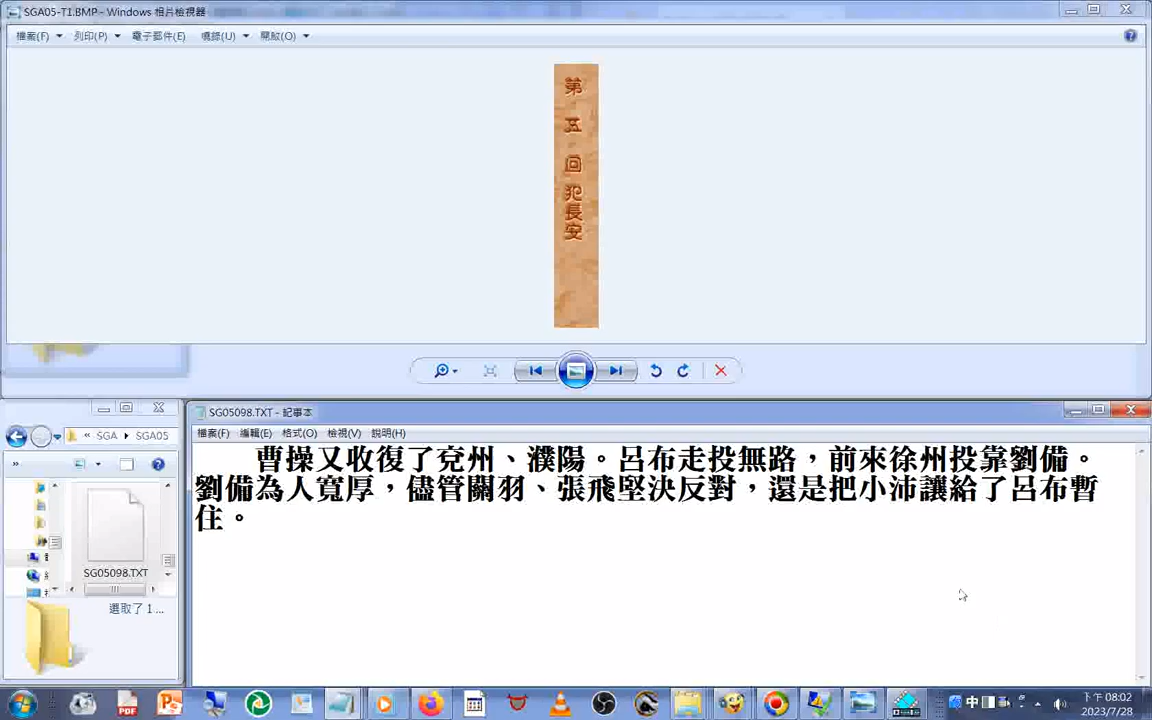 SGA05-T1.BMP - Windows 相片檢視器
檔案(F) 列印(P) 電子郵件(E) 燒錄(U) 開啟(O)
第五回 犯長安
« SGA SGA05
SG05098.TXT
選取了 1 ...
SG05098.TXT - 記事本
檔案(F) 編輯(E) 格式(O) 檢視(V) 說明(H)
曹操又收復了兗州、濮陽。呂布走投無路，前來徐州投靠劉備。
劉備為人寬厚，儘管關羽、張飛堅決反對，還是把小沛讓給了呂布暫
住。
PDF
中
下午 08:02
2023/7/28